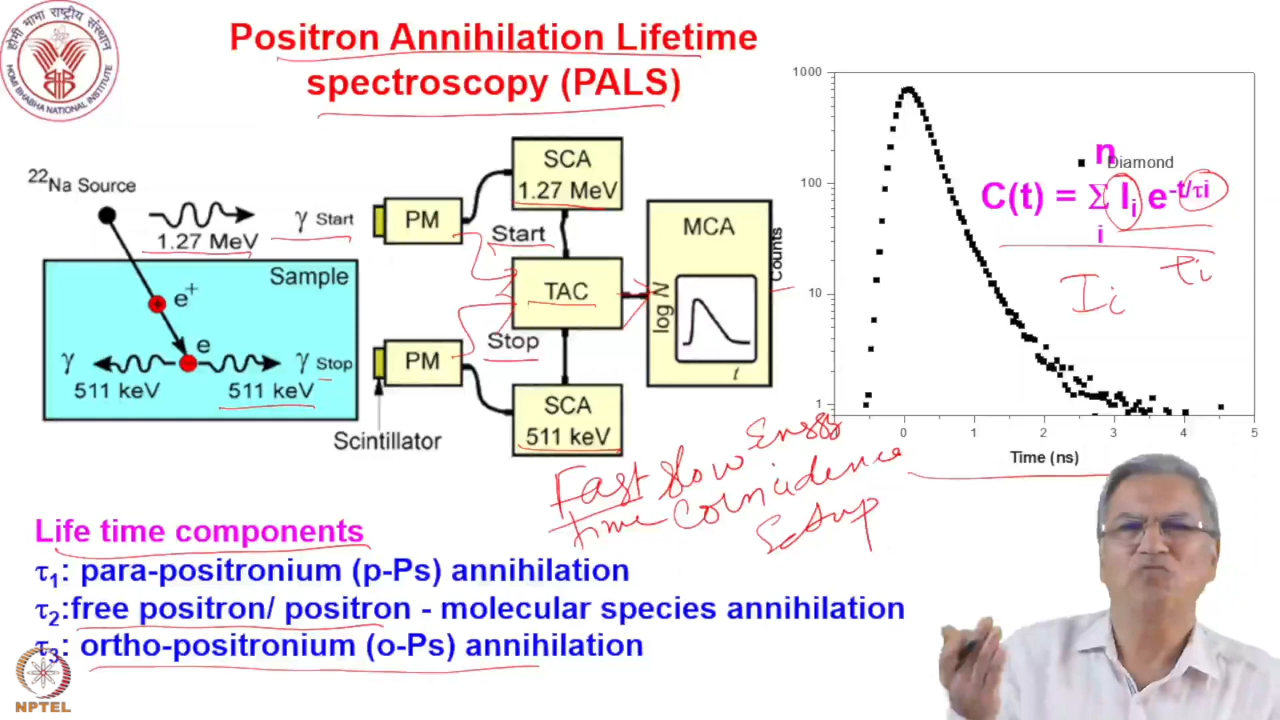 होमी भाभा राष्ट्रीय संस्थान
HOMI BHABHA NATIONAL INSTITUTE
Positron Annihilation Lifetime
spectroscopy (PALS)
²²Na Source
1.27 MeV
γ Start
Sample
e⁺
e
γ
511 keV
511 keV
γ Stop
PM
PM
Scintillator
SCA
1.27 MeV
Start
TAC
Stop
SCA
511 keV
MCA
log N
t
Counts
1000
100
10
1
0
1
2
3
4
5
Time (ns)
Diamond
n
C(t) = Σ Iᵢ e^-t/τi
i
Ii
τi
Fast slow
Time coincidence
Setup
Life time components
τ₁: para-positronium (p-Ps) annihilation
τ₂:free positron/ positron - molecular species annihilation
τ₃: ortho-positronium (o-Ps) annihilation
NPTEL